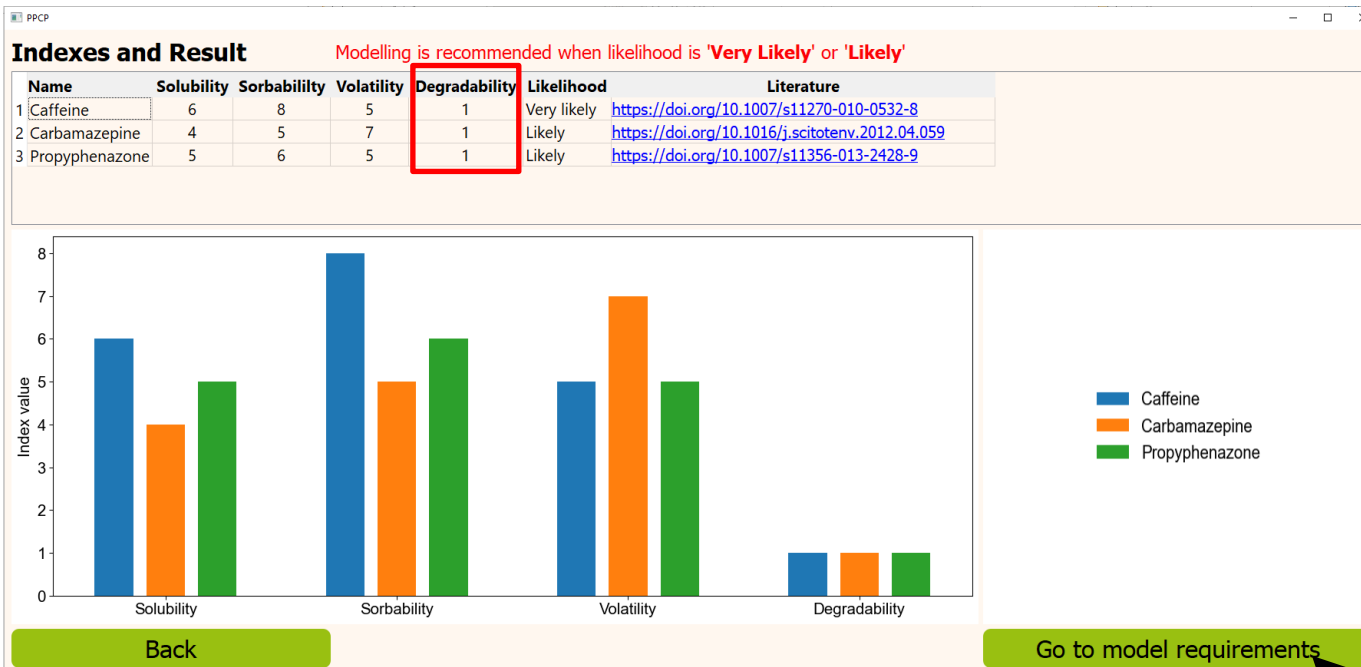 PPCP
Indexes and Result
Modelling is recommended when likelihood is 'Very Likely' or 'Likely'
Name Solubility Sorbabililty Volatility Degradability Likelihood Literature
1 Caffeine 6 8 5 1 Very likely https://doi.org/10.1007/s11270-010-0532-8
2 Carbamazepine 4 5 7 1 Likely https://doi.org/10.1016/j.scitotenv.2012.04.059
3 Propyphenazone 5 6 5 1 Likely https://doi.org/10.1007/s11356-013-2428-9
8
7
6
5
4
3
2
1
0
Index value
Solubility Sorbability Volatility Degradability
Caffeine
Carbamazepine
Propyphenazone
Back
Go to model requirements